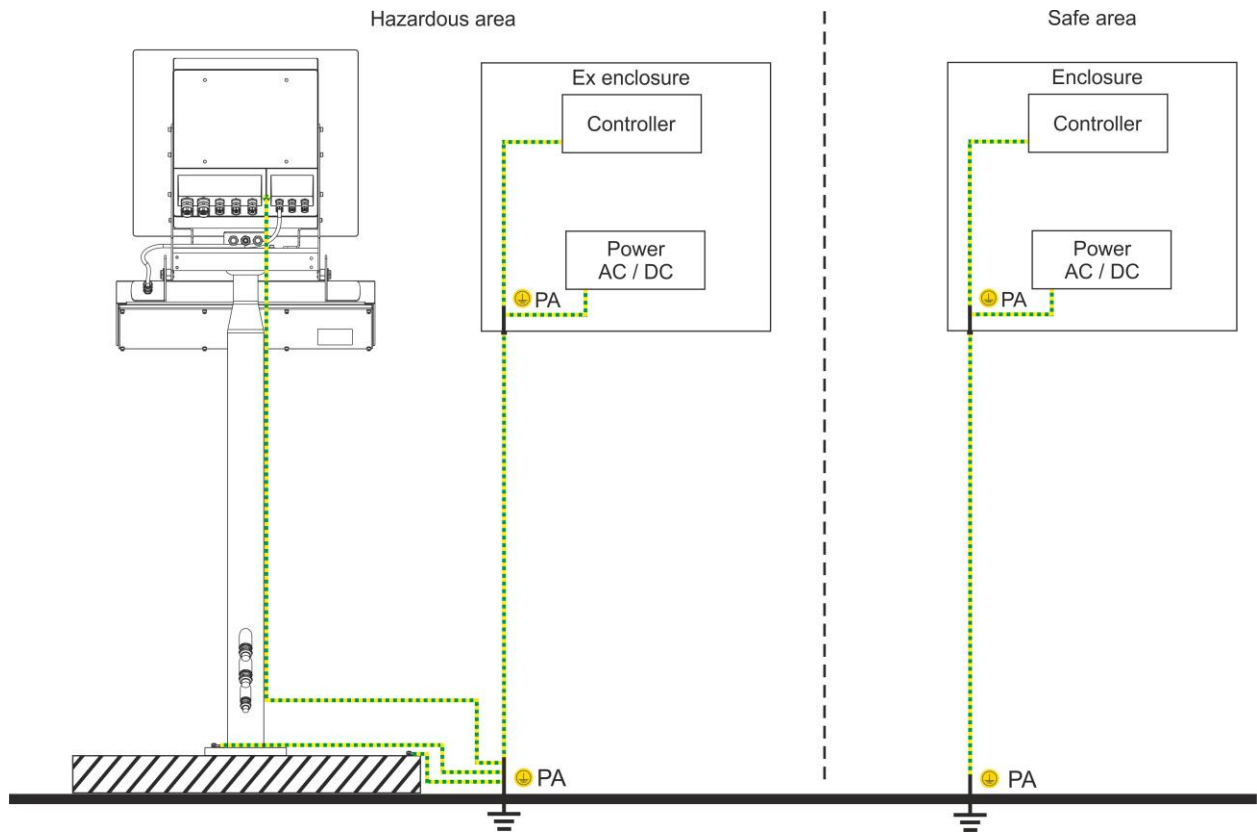 Hazardous area
Safe area
Ex enclosure
Controller
Power
AC / DC
PA
Enclosure
Controller
Power
AC / DC
PA
PA
PA